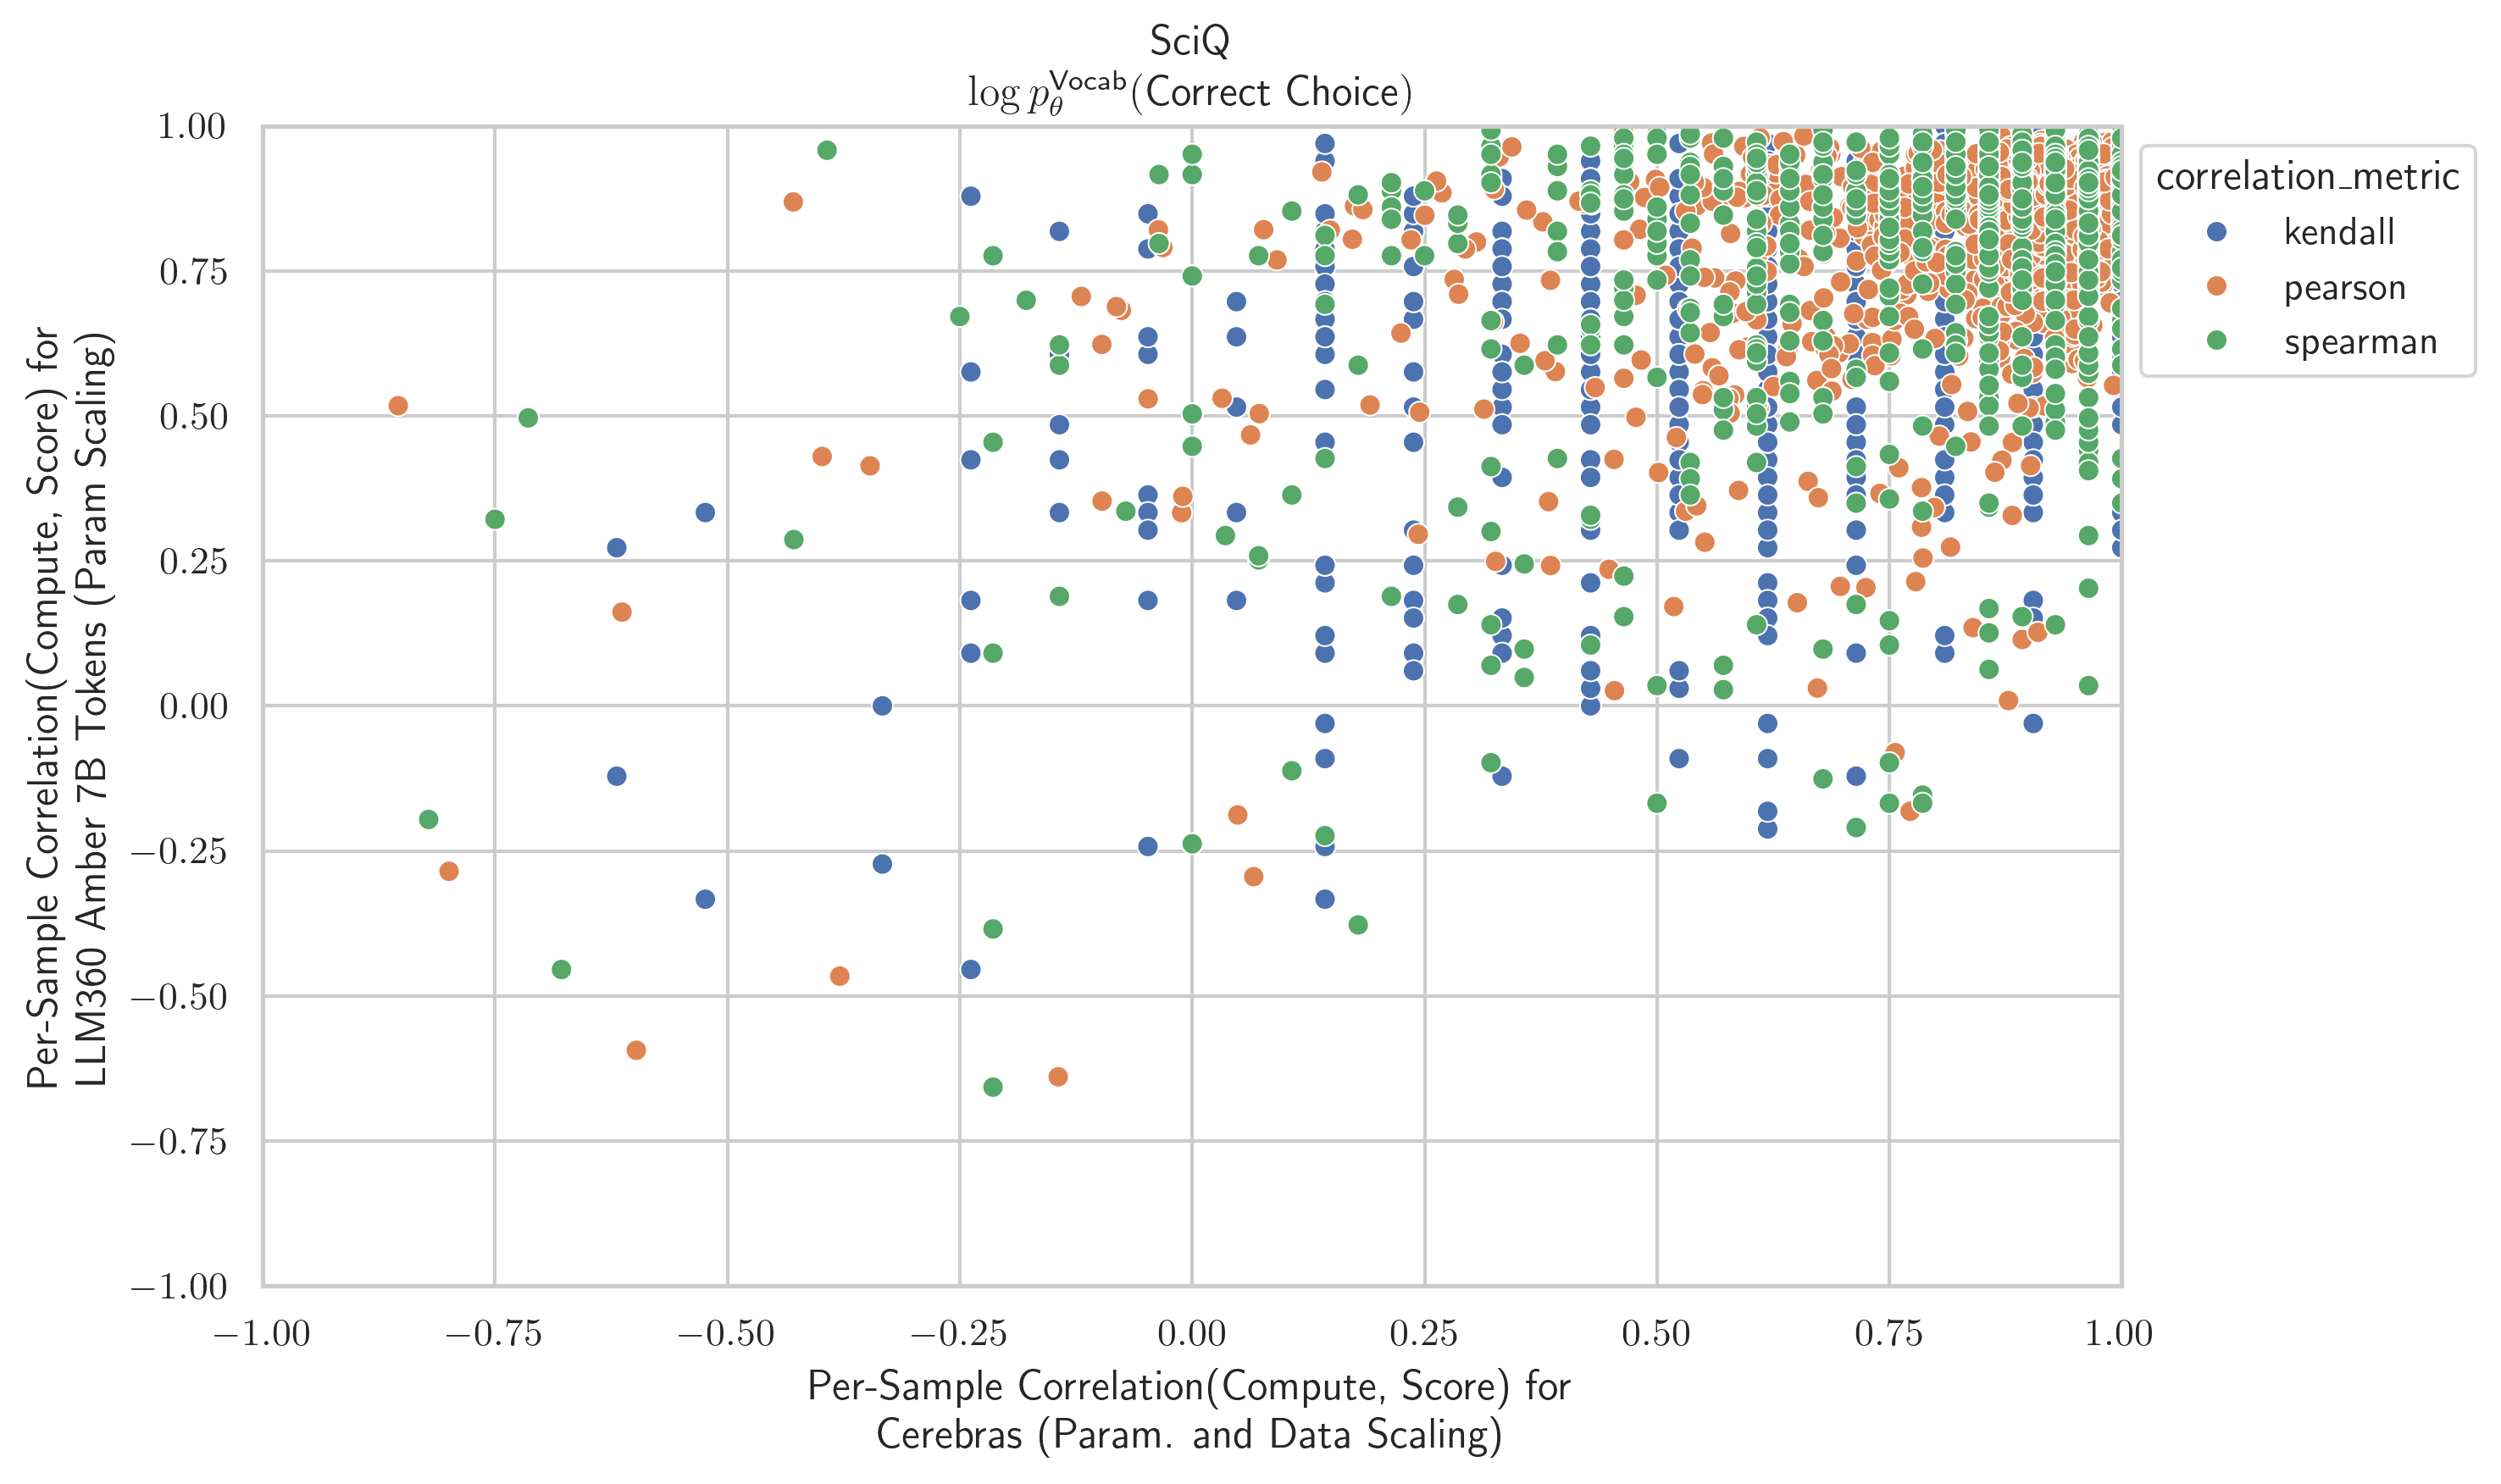 SciQ
log p_θ^Vocab(Correct Choice)
Per-Sample Correlation(Compute, Score) for
LLM360 Amber 7B Tokens (Param Scaling)
1.00
0.75
0.50
0.25
0.00
−0.25
−0.50
−0.75
−1.00
−1.00 −0.75 −0.50 −0.25 0.00 0.25 0.50 0.75 1.00
Per-Sample Correlation(Compute, Score) for
Cerebras (Param. and Data Scaling)
correlation_metric
kendall
pearson
spearman